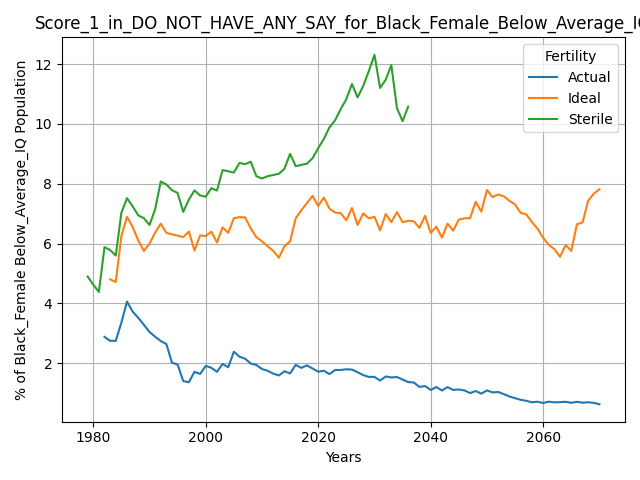 Score_1_in_DO_NOT_HAVE_ANY_SAY_for_Black_Female_Below_Average_IQ
Fertility
Actual
Ideal
Sterile
% of Black_Female Below_Average_IQ Population
12
10
8
6
4
2
1980 2000 2020 2040 2060
Years